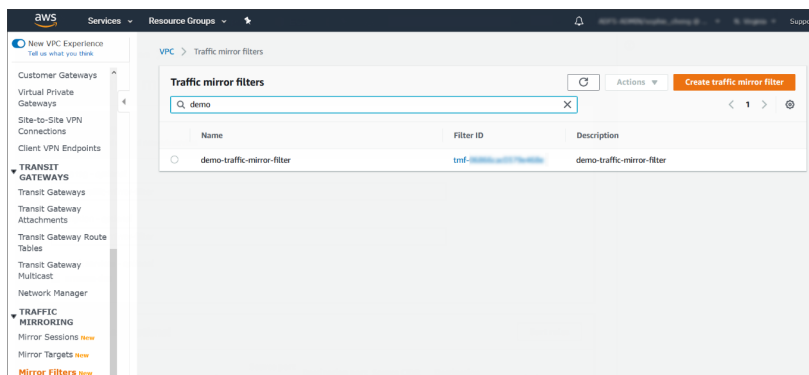 aws Services Resource Groups Suppo
New VPC Experience
Tell us what you think
Customer Gateways
Virtual Private
Gateways
Site-to-Site VPN
Connections
Client VPN Endpoints
TRANSIT
GATEWAYS
Transit Gateways
Transit Gateway
Attachments
Transit Gateway Route
Tables
Transit Gateway
Multicast
Network Manager
TRAFFIC
MIRRORING
Mirror Sessions New
Mirror Targets New
Mirror Filters New
VPC > Traffic mirror filters
Traffic mirror filters Actions Create traffic mirror filter
demo 1
Name Filter ID Description
demo-traffic-mirror-filter tmf- demo-traffic-mirror-filter